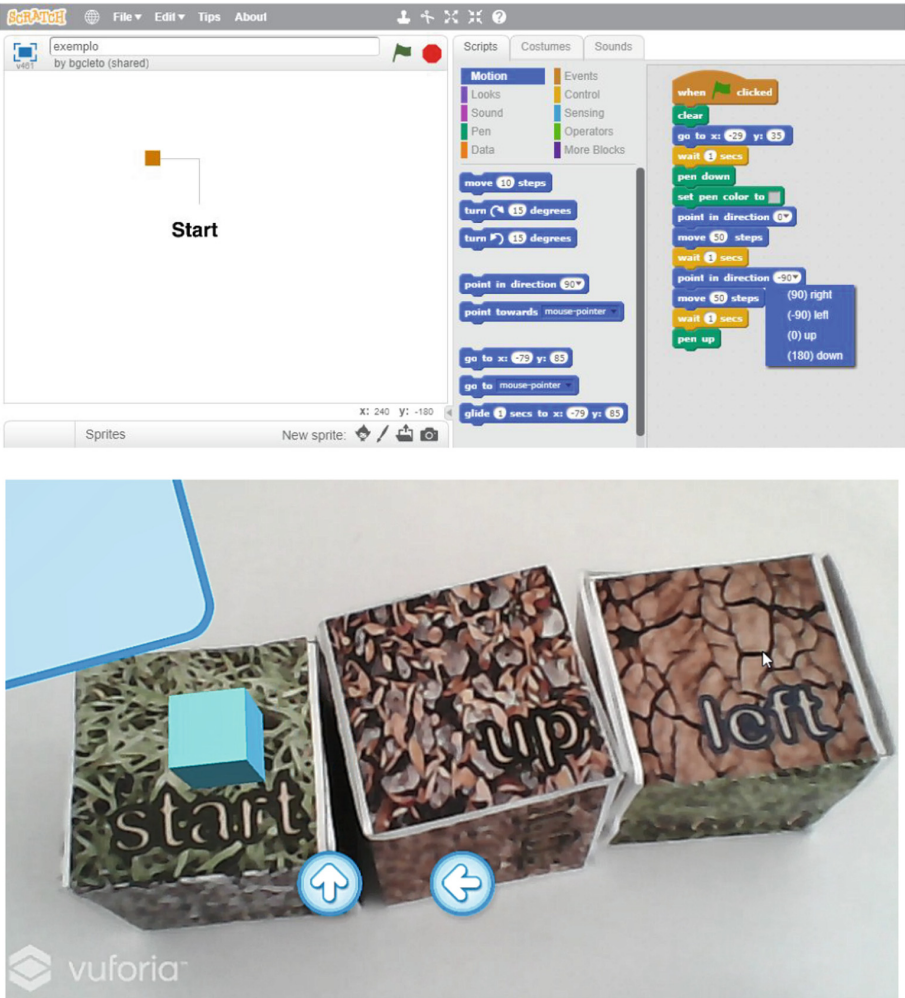 SCRATCH File▾ Edit▾ Tips About
v461
exemplo
by bgcleto (shared)
Start
X: 240 y: -180
Sprites New sprite:
Scripts Costumes Sounds
Motion Events
Looks Control
Sound Sensing
Pen Operators
Data More Blocks
move 10 steps
turn 15 degrees
turn 15 degrees
point in direction 90▾
point towards mouse-pointer
go to x: -79 y: 85
go to mouse-pointer
glide 1 secs to x: -79 y: 85
when clicked
clear
go to x: -29 y: 35
wait 1 secs
pen down
set pen color to
point in direction 0▾
move 50 steps
wait 1 secs
point in direction -90▾
move 50 steps
wait 1 secs
pen up
(90) right
(-90) left
(0) up
(180) down
start
up
left
vuforia™